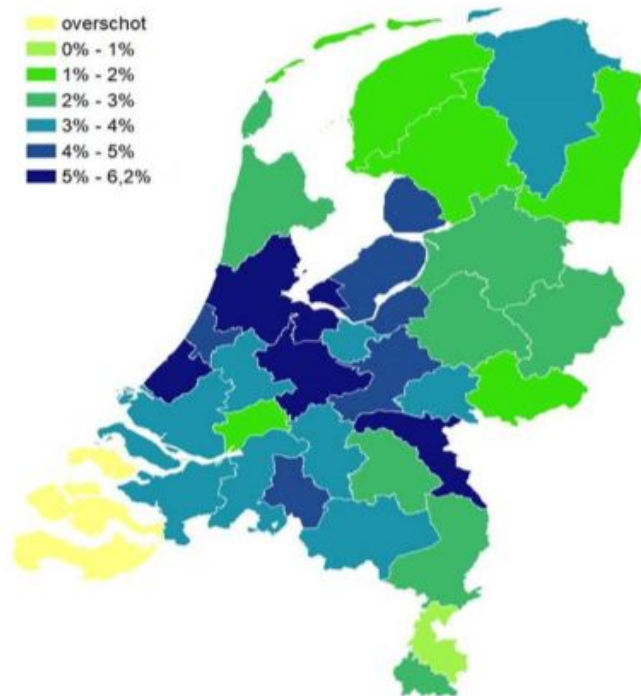 overschot
0% - 1%
1% - 2%
2% - 3%
3% - 4%
4% - 5%
5% - 6,2%